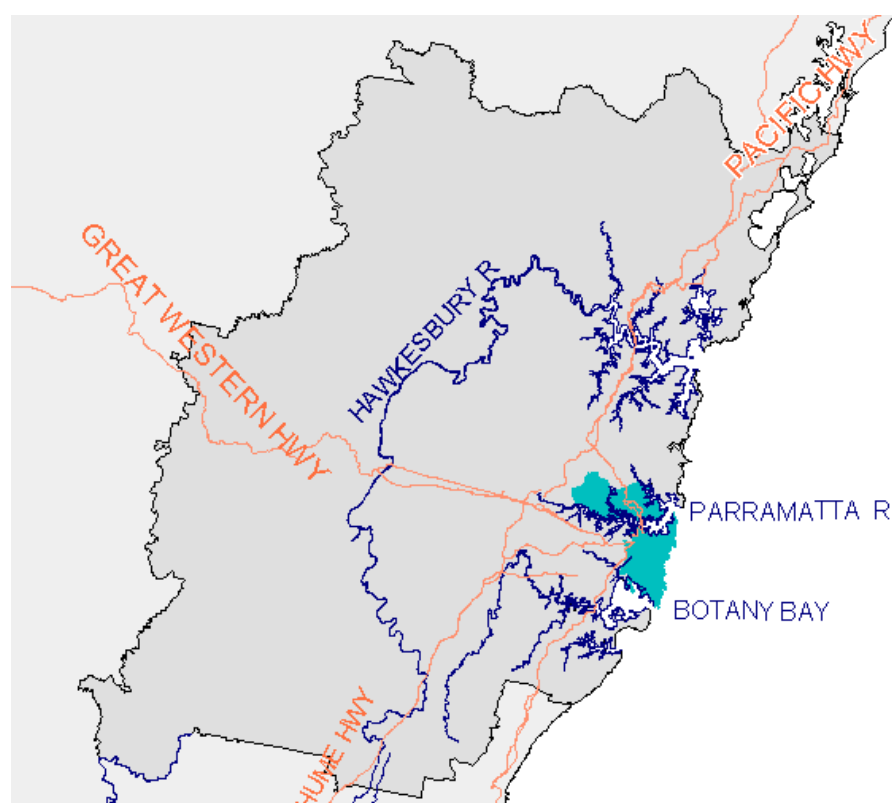 PACIFIC HWY
GREAT WESTERN HWY
HAWKESBURY R
PARRAMATTA R
BOTANY BAY
HUME HWY